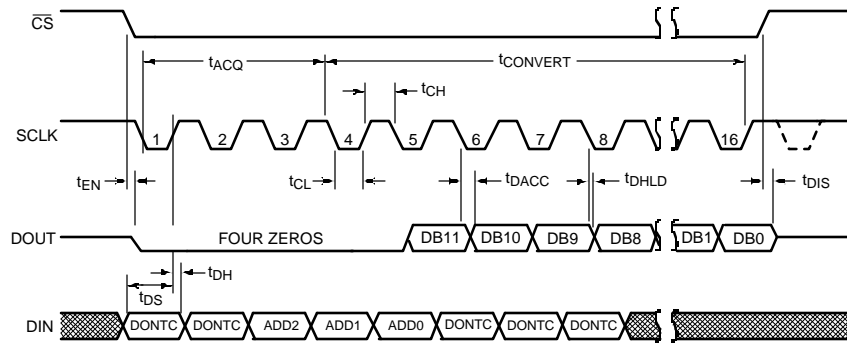 CS
tACQ
tCONVERT
tCH
SCLK
1 2 3 4 5 6 7 8 16
tEN
tCL
tDACC
tDHLD
tDIS
DOUT
FOUR ZEROS
DB11 DB10 DB9 DB8 DB1 DB0
tDH
tDS
DIN
DONTC DONTC ADD2 ADD1 ADD0 DONTC DONTC DONTC